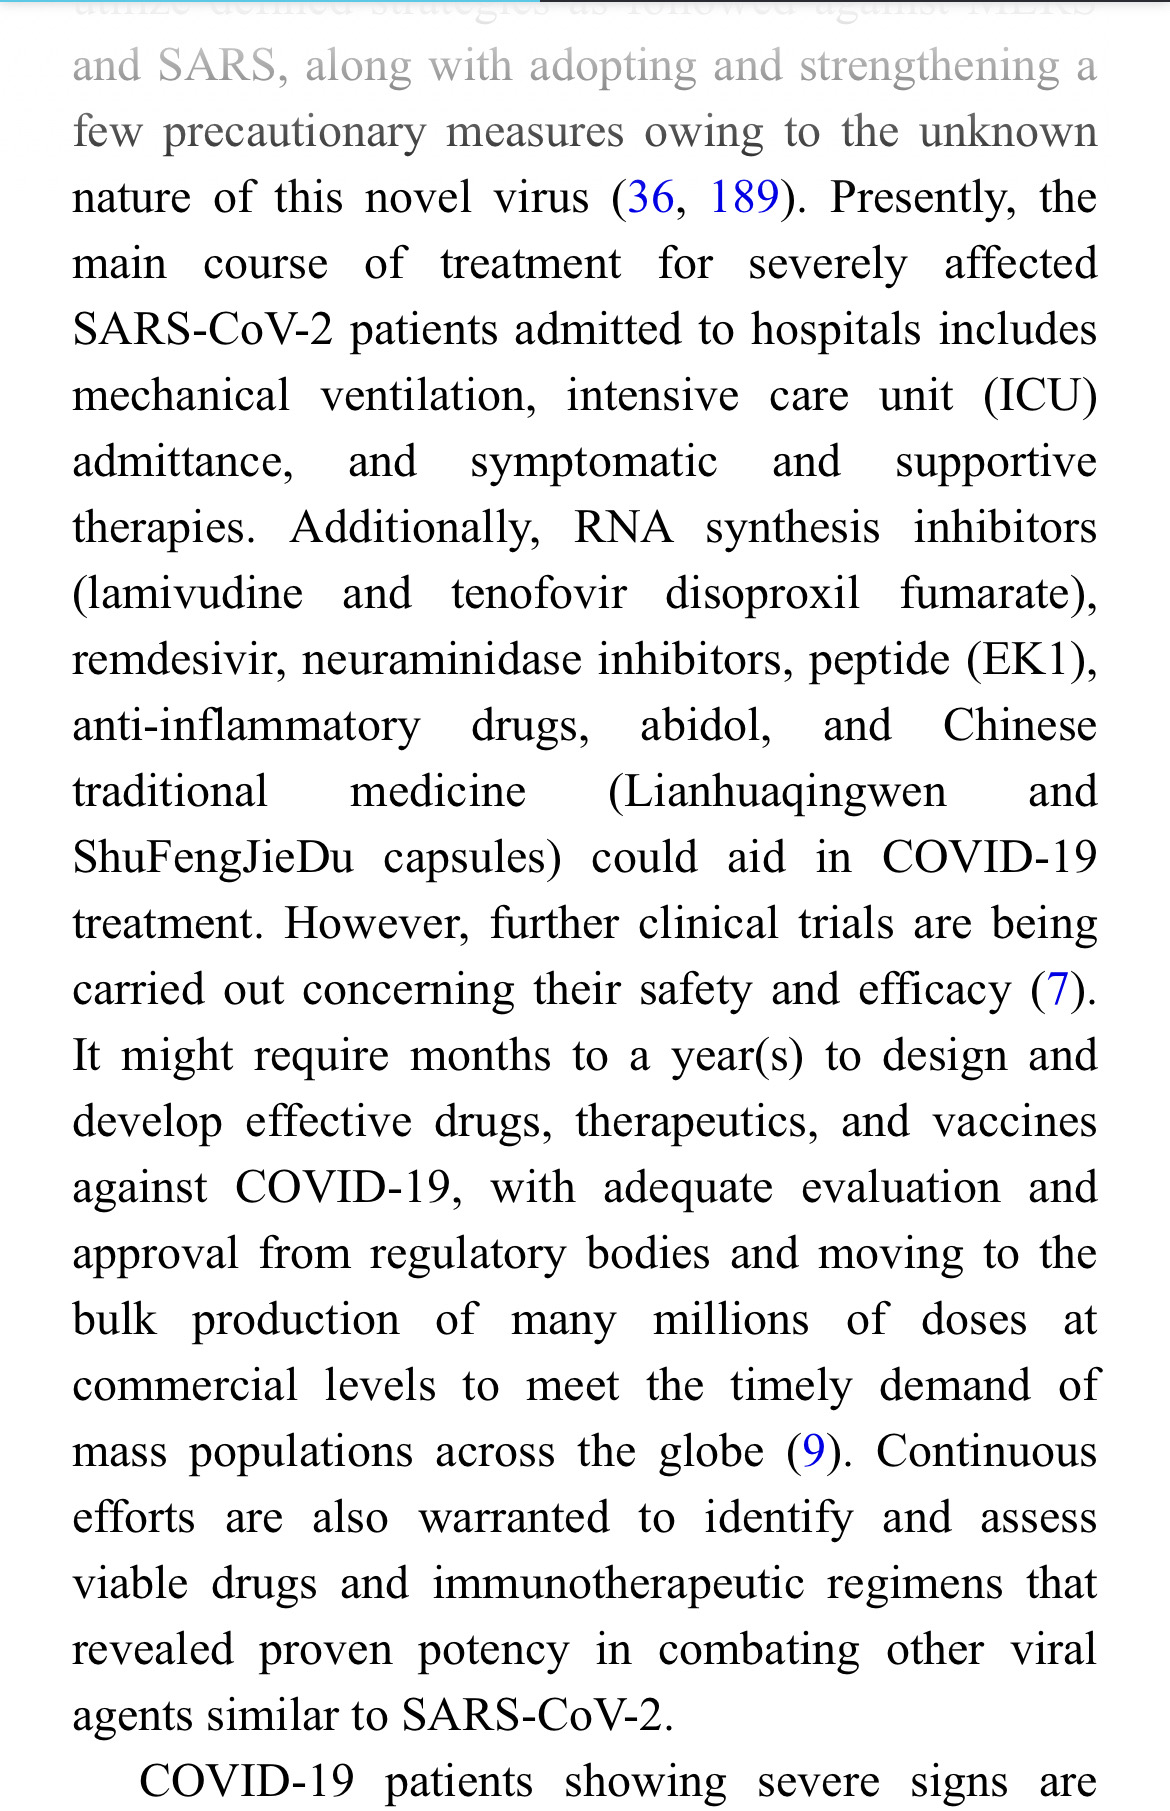 utilize defined strategies as followed against MERS
and SARS, along with adopting and strengthening a
few precautionary measures owing to the unknown
nature of this novel virus (36, 189). Presently, the
main course of treatment for severely affected
SARS-CoV-2 patients admitted to hospitals includes
mechanical ventilation, intensive care unit (ICU)
admittance, and symptomatic and supportive
therapies. Additionally, RNA synthesis inhibitors
(lamivudine and tenofovir disoproxil fumarate),
remdesivir, neuraminidase inhibitors, peptide (EK1),
anti-inflammatory drugs, abidol, and Chinese
traditional medicine (Lianhuaqingwen and
ShuFengJieDu capsules) could aid in COVID-19
treatment. However, further clinical trials are being
carried out concerning their safety and efficacy (7).
It might require months to a year(s) to design and
develop effective drugs, therapeutics, and vaccines
against COVID-19, with adequate evaluation and
approval from regulatory bodies and moving to the
bulk production of many millions of doses at
commercial levels to meet the timely demand of
mass populations across the globe (9). Continuous
efforts are also warranted to identify and assess
viable drugs and immunotherapeutic regimens that
revealed proven potency in combating other viral
agents similar to SARS-CoV-2.
COVID-19 patients showing severe signs are